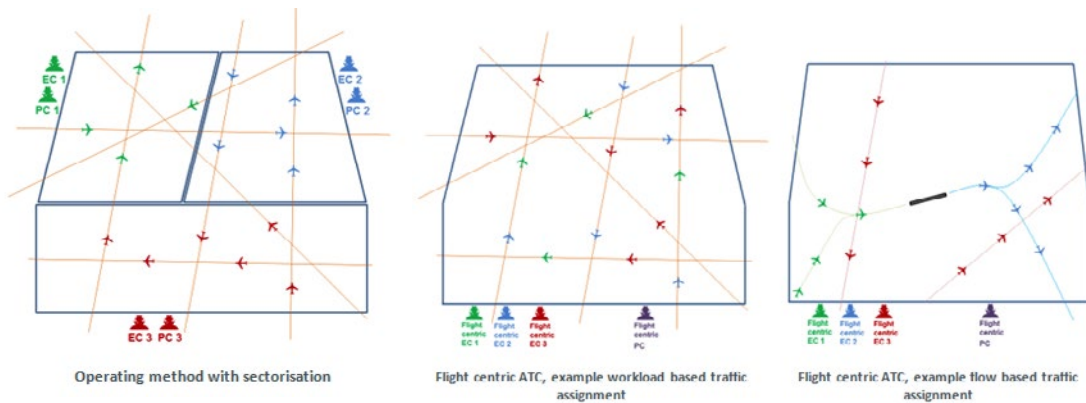 EC 1
PC 1
EC 2
PC 2
EC 3 PC 3
Operating method with sectorisation
Flight
centric
EC 1
Flight
centric
EC 2
Flight
centric
EC 3
Flight
centric
PC
Flight centric ATC, example workload based traffic
assignment
Flight
centric
EC 1
Flight
centric
EC 2
Flight
centric
EC 3
Flight
centric
PC
Flight centric ATC, example flow based traffic
assignment